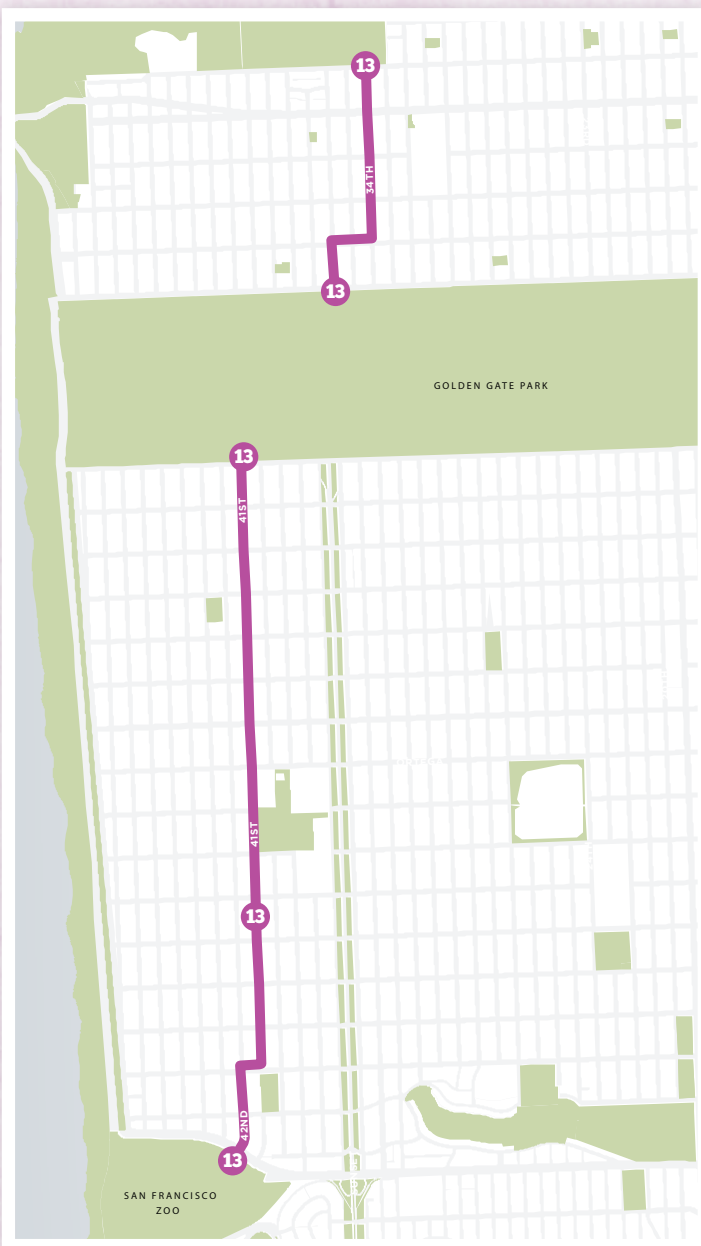 13
34TH
13
GOLDEN GATE PARK
13
41ST
41ST
13
42ND
13
SAN FRANCISCO
ZOO